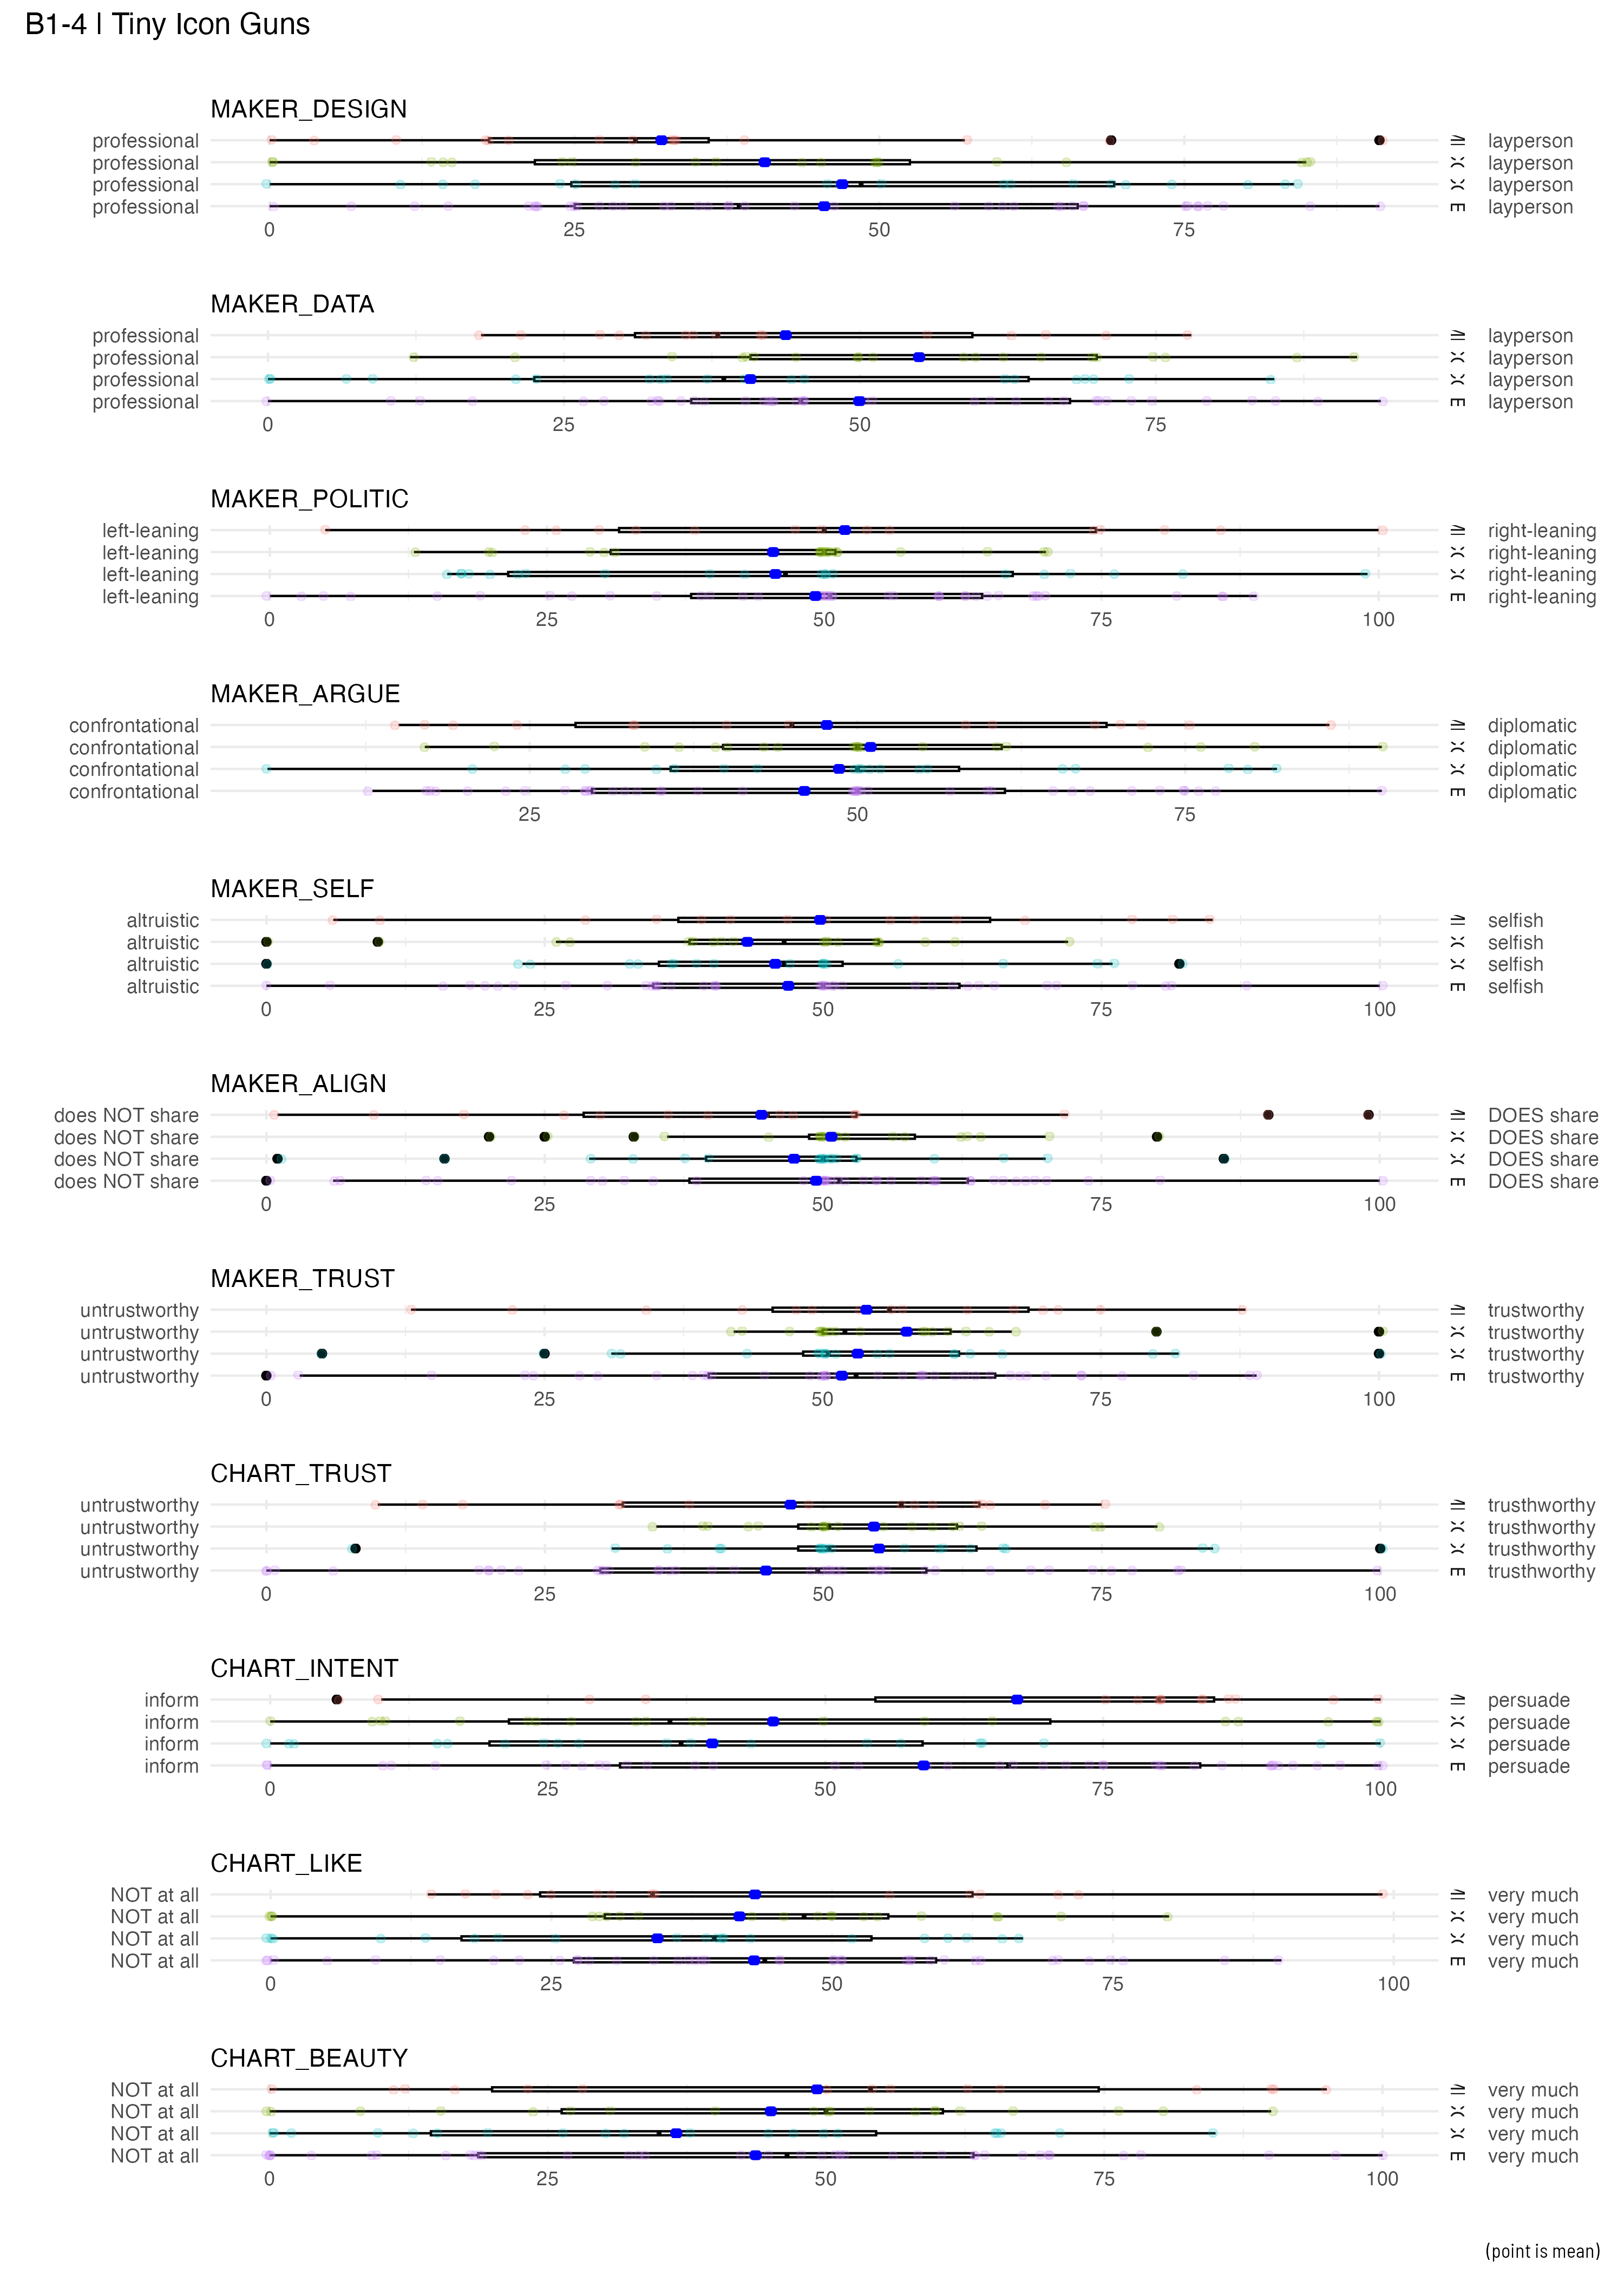 B1-4 | Tiny Icon Guns
MAKER_DESIGN
professional layperson
professional layperson
professional layperson
professional layperson
0 25 50 75
MAKER_DATA
professional layperson
professional layperson
professional layperson
professional layperson
0 25 50 75
MAKER_POLITIC
left-leaning right-leaning
left-leaning right-leaning
left-leaning right-leaning
left-leaning right-leaning
0 25 50 75 100
MAKER_ARGUE
confrontational diplomatic
confrontational diplomatic
confrontational diplomatic
confrontational diplomatic
25 50 75
MAKER_SELF
altruistic selfish
altruistic selfish
altruistic selfish
altruistic selfish
0 25 50 75 100
MAKER_ALIGN
does NOT share DOES share
does NOT share DOES share
does NOT share DOES share
does NOT share DOES share
0 25 50 75 100
MAKER_TRUST
untrustworthy trustworthy
untrustworthy trustworthy
untrustworthy trustworthy
untrustworthy trustworthy
0 25 50 75 100
CHART_TRUST
untrustworthy trusthworthy
untrustworthy trusthworthy
untrustworthy trusthworthy
untrustworthy trusthworthy
0 25 50 75 100
CHART_INTENT
inform persuade
inform persuade
inform persuade
inform persuade
0 25 50 75 100
CHART_LIKE
NOT at all very much
NOT at all very much
NOT at all very much
NOT at all very much
0 25 50 75 100
CHART_BEAUTY
NOT at all very much
NOT at all very much
NOT at all very much
NOT at all very much
0 25 50 75 100
(point is mean)